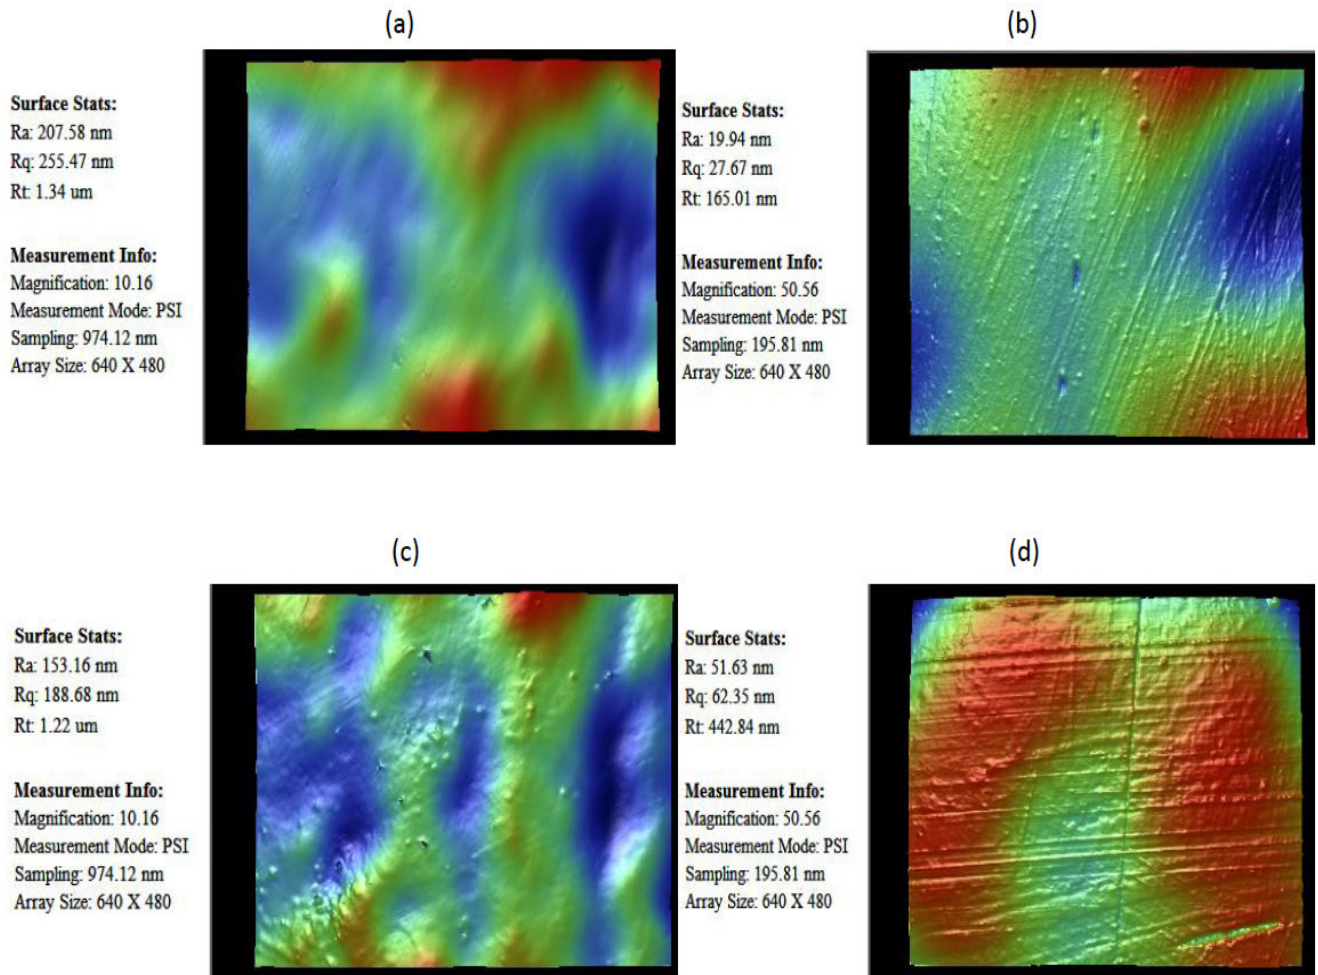 (a)
Surface Stats:
Ra: 207.58 nm
Rq: 255.47 nm
Rt: 1.34 um
Measurement Info:
Magnification: 10.16
Measurement Mode: PSI
Sampling: 974.12 nm
Array Size: 640 X 480
(b)
Surface Stats:
Ra: 19.94 nm
Rq: 27.67 nm
Rt: 165.01 nm
Measurement Info:
Magnification: 50.56
Measurement Mode: PSI
Sampling: 195.81 nm
Array Size: 640 X 480
(c)
Surface Stats:
Ra: 153.16 nm
Rq: 188.68 nm
Rt: 1.22 um
Measurement Info:
Magnification: 10.16
Measurement Mode: PSI
Sampling: 974.12 nm
Array Size: 640 X 480
(d)
Surface Stats:
Ra: 51.63 nm
Rq: 62.35 nm
Rt: 442.84 nm
Measurement Info:
Magnification: 50.56
Measurement Mode: PSI
Sampling: 195.81 nm
Array Size: 640 X 480